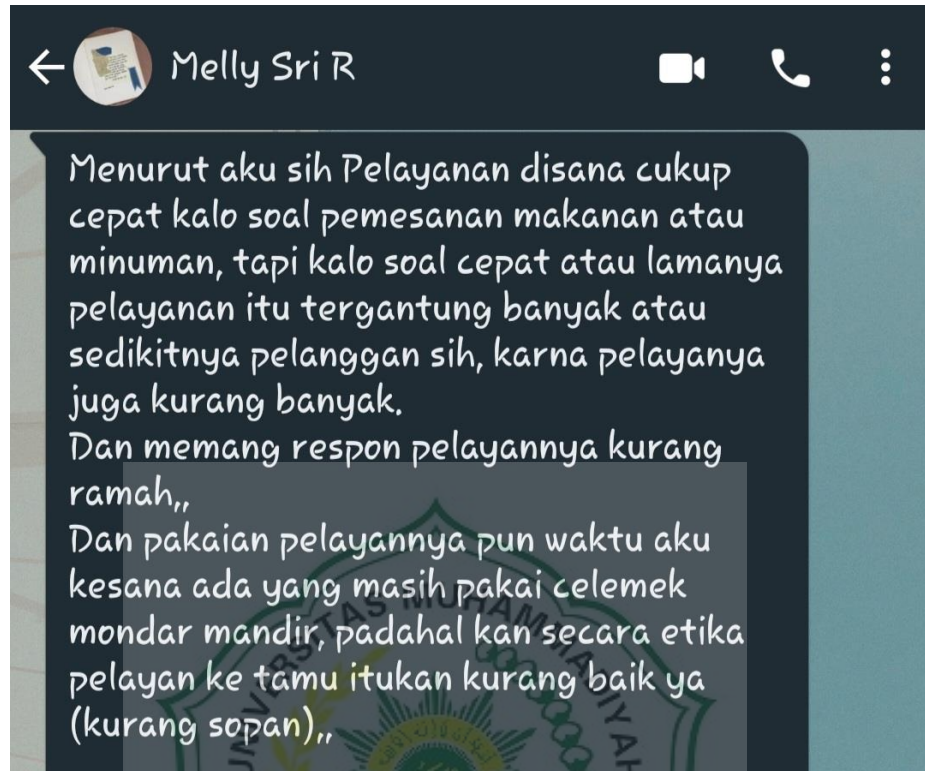 Melly Sri R
Menurut aku sih Pelayanan disana cukup
cepat kalo soal pemesanan makanan atau
minuman, tapi kalo soal cepat atau lamanya
pelayanan itu tergantung banyak atau
sedikitnya pelanggan sih, karna pelayanya
juga kurang banyak.
Dan memang respon pelayannya kurang
ramah,,
Dan pakaian pelayannya pun waktu aku
kesana ada yang masih pakai celemek
mondar mandir, padahal kan secara etika
pelayan ke tamu itukan kurang baik ya
(kurang sopan),,